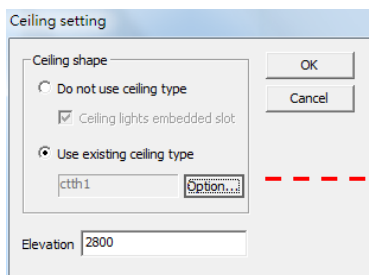 Ceiling setting
Ceiling shape
OK
Do not use ceiling type
Cancel
Ceiling lights embedded slot
Use existing ceiling type
ctth1
Option...
Elevation 2800